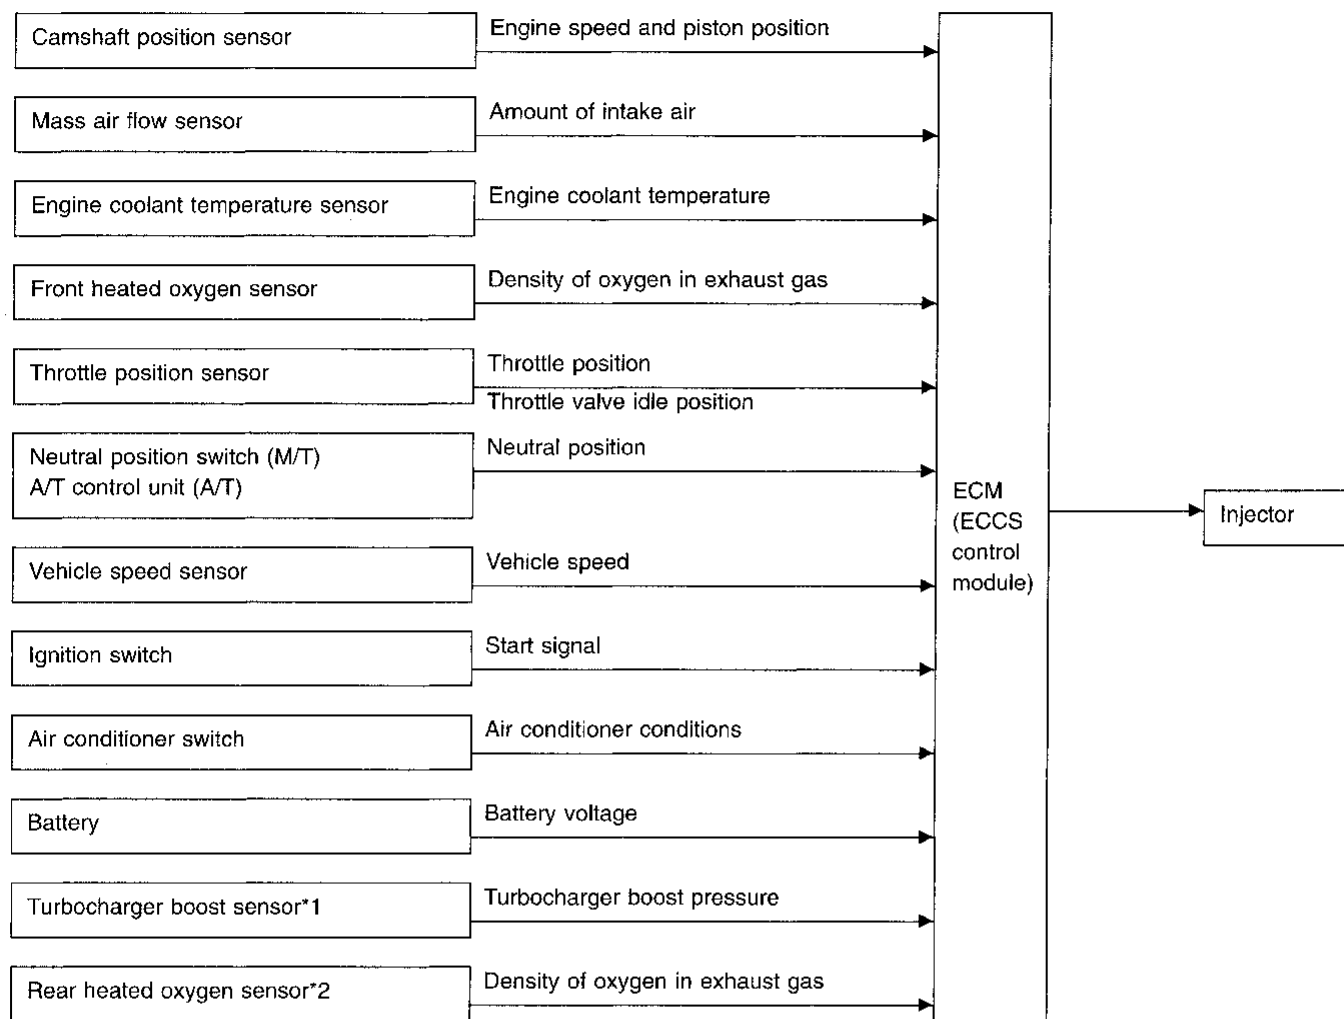 Camshaft position sensor
Engine speed and piston position
Mass air flow sensor
Amount of intake air
Engine coolant temperature sensor
Engine coolant temperature
Front heated oxygen sensor
Density of oxygen in exhaust gas
Throttle position sensor
Throttle position
Throttle valve idle position
Neutral position switch (M/T)
A/T control unit (A/T)
Neutral position
Vehicle speed sensor
Vehicle speed
Ignition switch
Start signal
Air conditioner switch
Air conditioner conditions
Battery
Battery voltage
Turbocharger boost sensor*1
Turbocharger boost pressure
Rear heated oxygen sensor*2
Density of oxygen in exhaust gas
ECM
(ECCS
control
module)
Injector